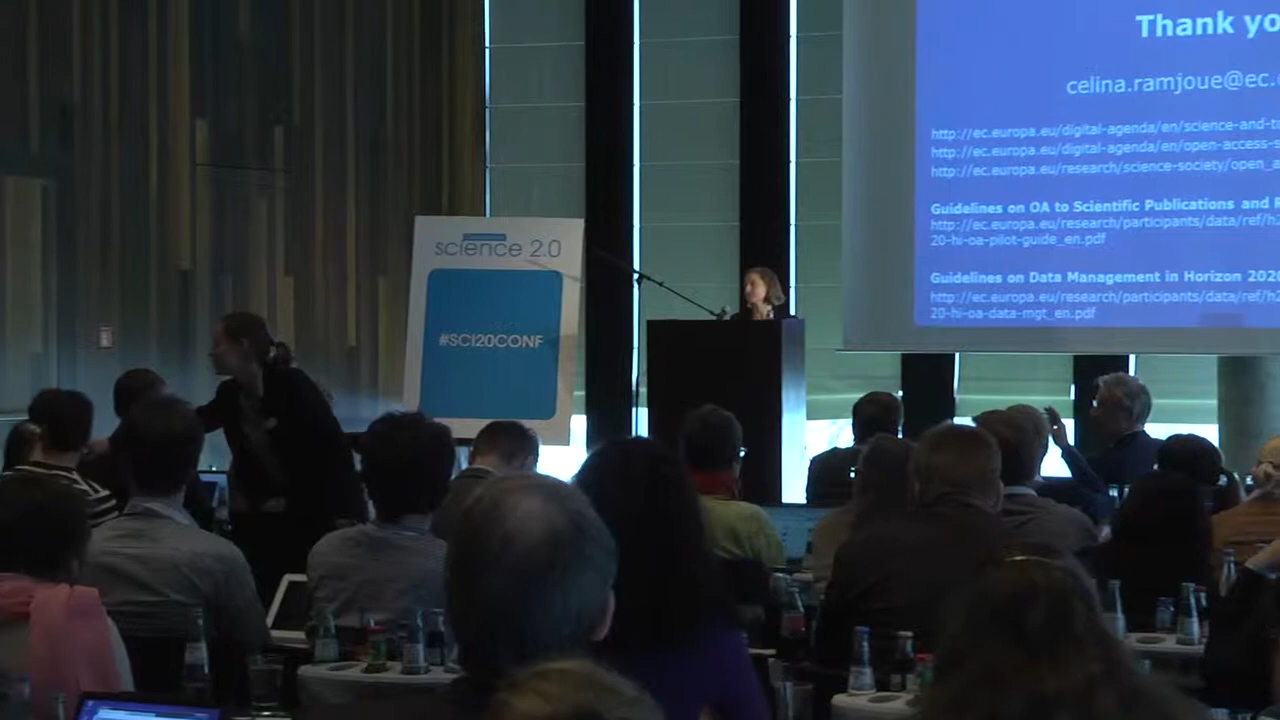 science 2.0
#SCI20CONF
Thank yo
celina.ramjoue@ec.
http://ec.europa.eu/digital-agenda/en/science-and-t
http://ec.europa.eu/digital-agenda/en/open-access-s
http://ec.europa.eu/research/science-society/open_a
Guidelines on OA to Scientific Publications and R
http://ec.europa.eu/research/participants/data/ref/h
20-hi-oa-pilot-guide_en.pdf
Guidelines on Data Management in Horizon 2020
http://ec.europa.eu/research/participants/data/ref/h
20-hi-oa-data-mgt_en.pdf